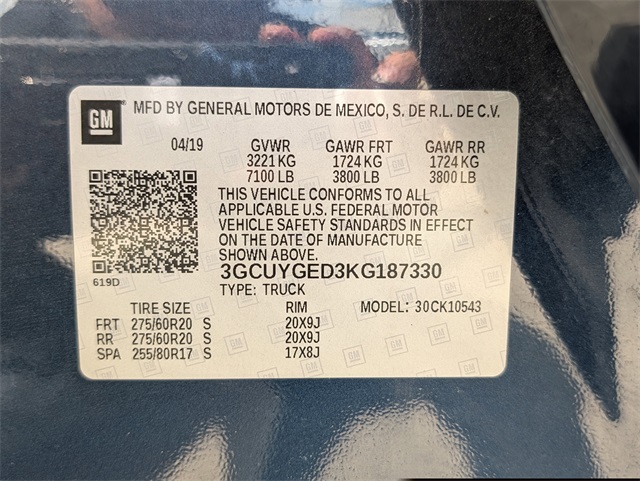 GM MFD BY GENERAL MOTORS DE MEXICO, S. DE R.L. DE C.V.
04/19 GVWR GAWR FRT GAWR RR
3221 KG 1724 KG 1724 KG
7100 LB 3800 LB 3800 LB
THIS VEHICLE CONFORMS TO ALL
APPLICABLE U.S. FEDERAL MOTOR
VEHICLE SAFETY STANDARDS IN EFFECT
ON THE DATE OF MANUFACTURE
SHOWN ABOVE.
3GCUYGED3KG187330
619D
TYPE: TRUCK
TIRE SIZE RIM MODEL: 30CK10543
FRT 275/60R20 S 20X9J
RR 275/60R20 S 20X9J
SPA 255/80R17 S 17X8J